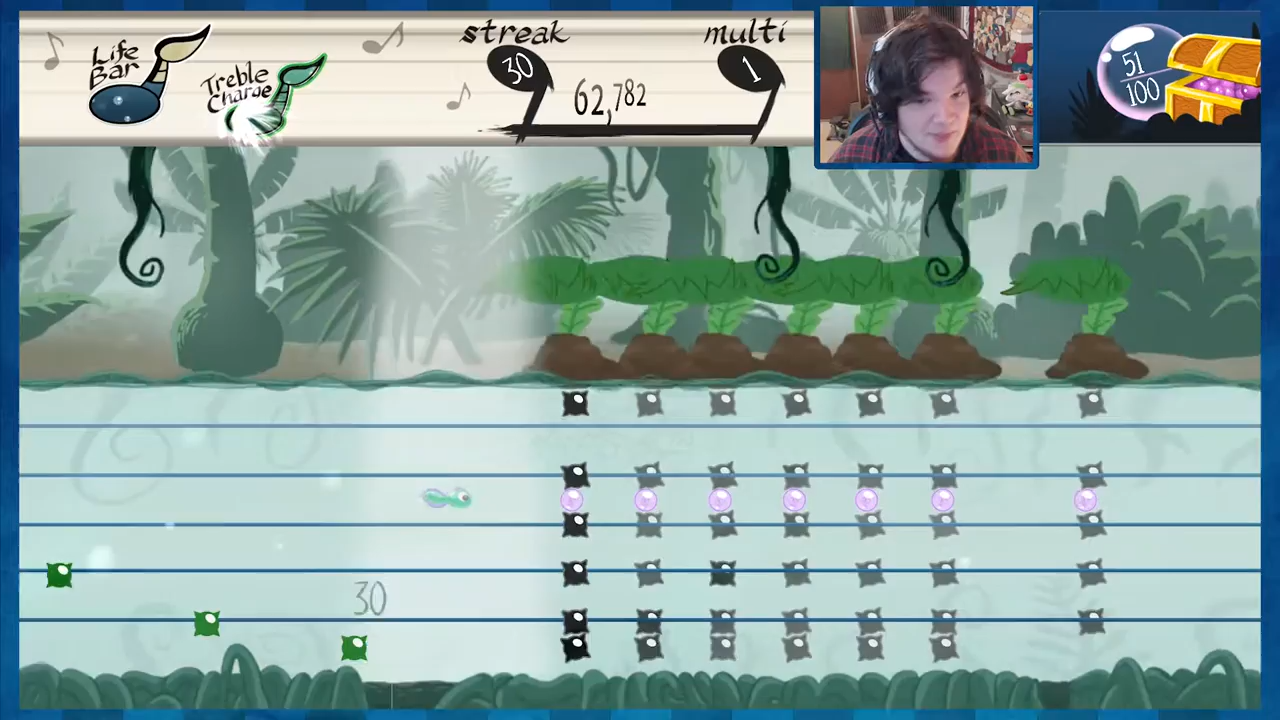 Life
Bar
Treble
Charge
streak
30
62,782
multi
1
51
100
30